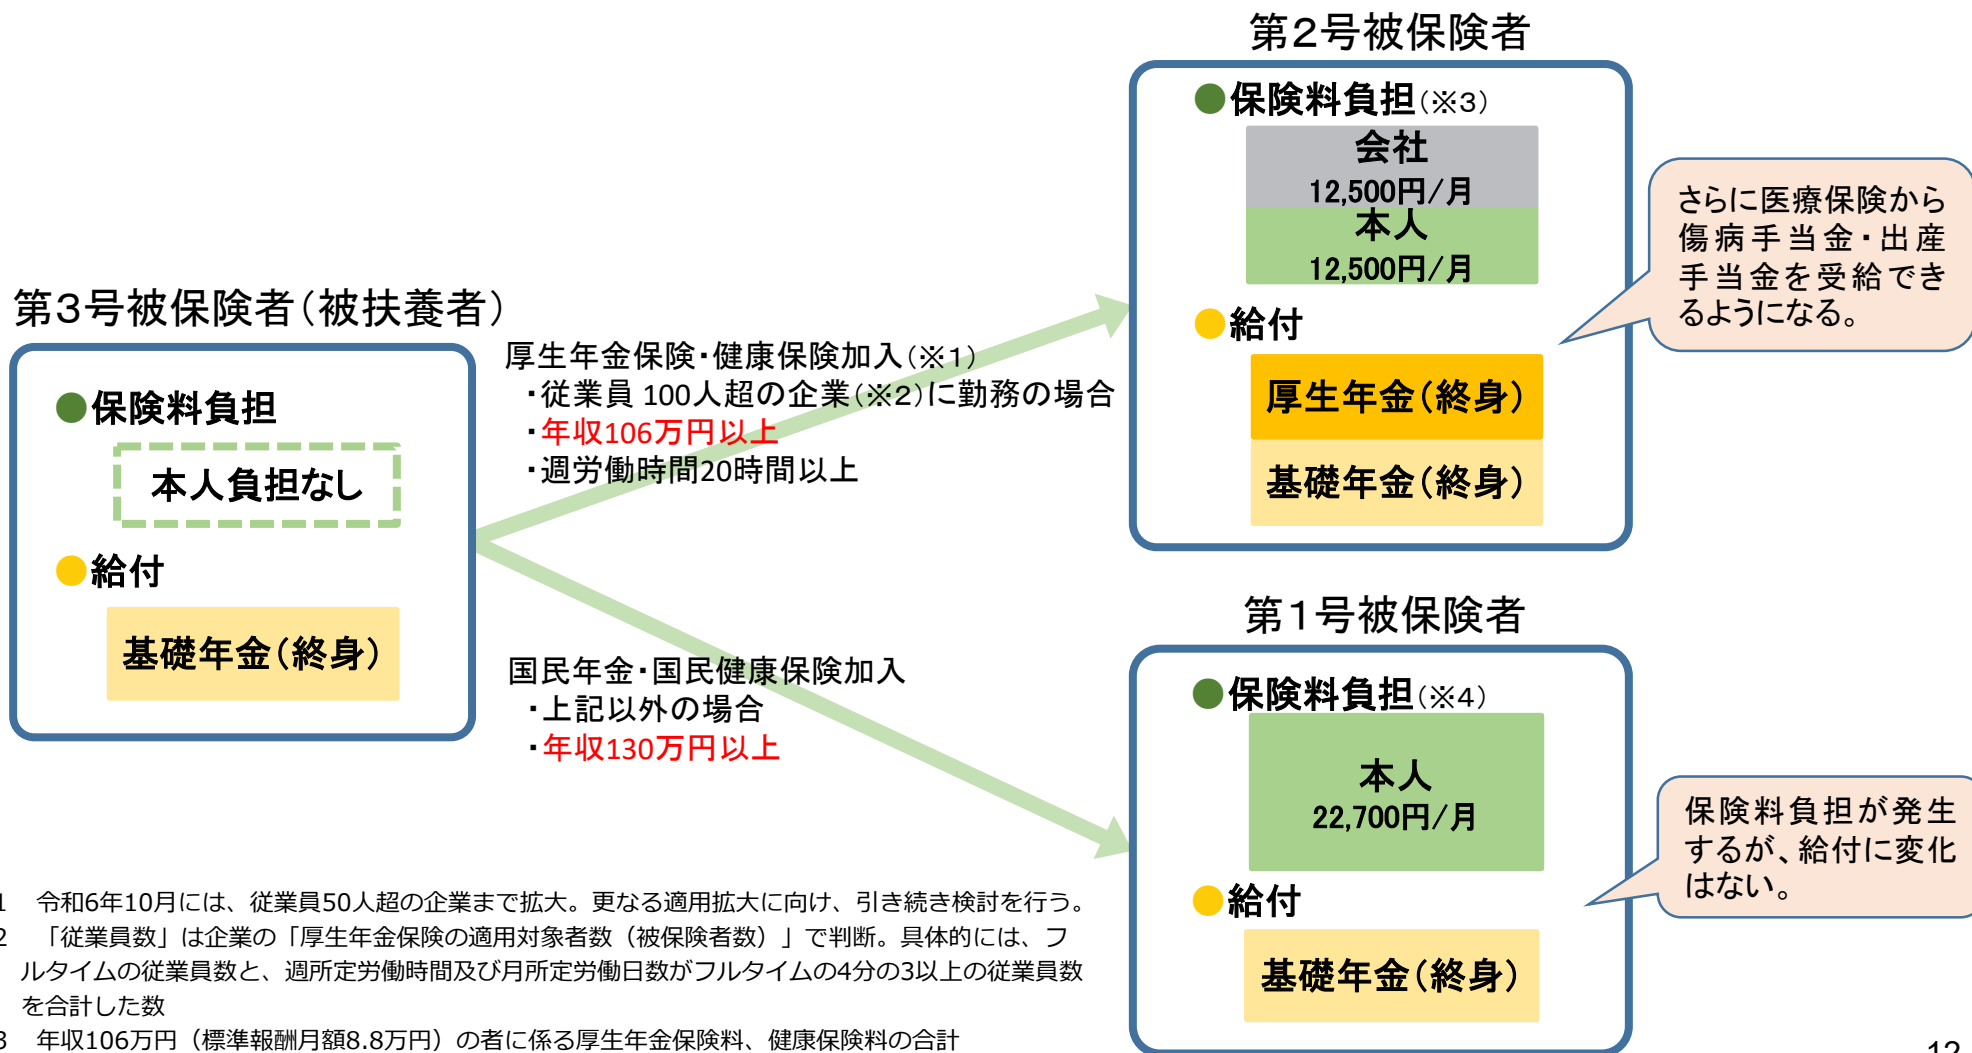 第2号被保険者
●保険料負担(※3)
会社
12,500円/月
本人
12,500円/月
●給付
厚生年金(終身)
基礎年金(終身)
さらに医療保険から
傷病手当金・出産
手当金を受給でき
るようになる。
第3号被保険者(被扶養者)
●保険料負担
本人負担なし
●給付
基礎年金(終身)
厚生年金保険・健康保険加入(※1)
・従業員 100人超の企業(※2)に勤務の場合
・年収106万円以上
・週労働時間20時間以上
国民年金・国民健康保険加入
・上記以外の場合
・年収130万円以上
第1号被保険者
●保険料負担(※4)
本人
22,700円/月
●給付
基礎年金(終身)
保険料負担が発生
するが、給付に変化
はない。
1 令和6年10月には、従業員50人超の企業まで拡大。更なる適用拡大に向け、引き続き検討を行う。
2 「従業員数」は企業の「厚生年金保険の適用対象者数（被保険者数）」で判断。具体的には、フ
ルタイムの従業員数と、週所定労働時間及び月所定労働日数がフルタイムの4分の3以上の従業員数
を合計した数
3 年収106万円（標準報酬月額8.8万円）の者に係る厚生年金保険料、健康保険料の合計
12